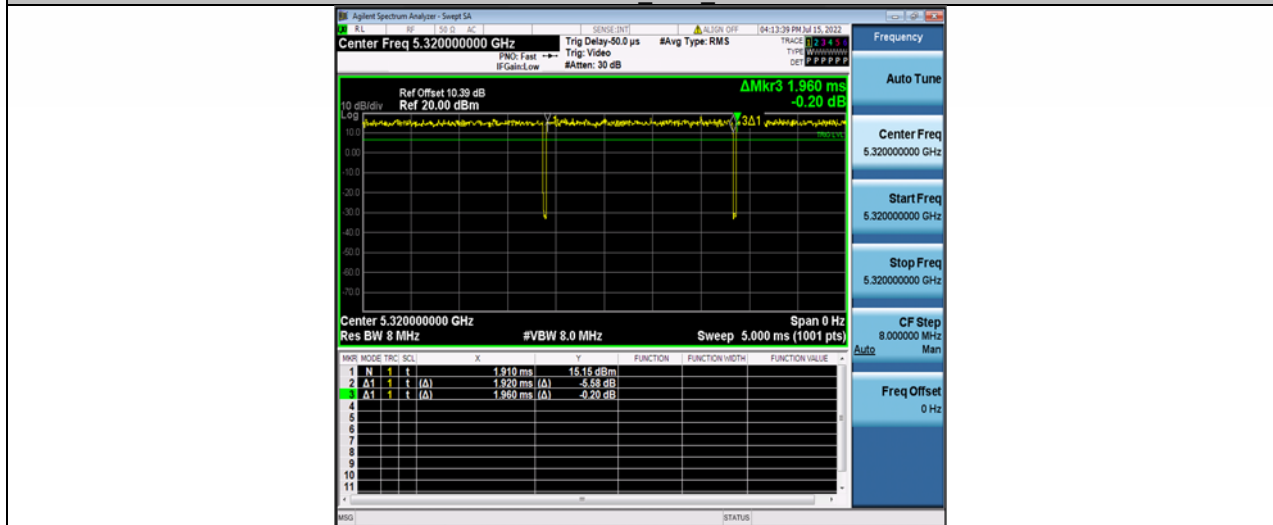 Agilent Spectrum Analyzer - Swept SA
RL RF 50 Ω AC SENSE:INT ALIGN OFF 04:13:39 PM Jul 15, 2022
Center Freq 5.320000000 GHz
PNO: Fast
IFGain:Low
Trig Delay-50.0 µs
Trig: Video
#Atten: 30 dB
#Avg Type: RMS
TRACE 1 2 3 4 5 6
TYPE
DET P P P P P P
Frequency
Auto Tune
Center Freq
5.320000000 GHz
Start Freq
5.320000000 GHz
Stop Freq
5.320000000 GHz
CF Step
8.000000 MHz
Auto Man
Freq Offset
0 Hz
ΔMkr3 1.960 ms
-0.20 dB
Ref Offset 10.39 dB
10 dB/div Ref 20.00 dBm
Log
1
3Δ1
TRIG LVL
10.0
0.00
-10.0
-20.0
-30.0
-40.0
-50.0
-60.0
-70.0
Center 5.320000000 GHz Span 0 Hz
Res BW 8 MHz #VBW 8.0 MHz Sweep 5.000 ms (1001 pts)
MKR MODE TRC SCL X Y FUNCTION FUNCTION WIDTH FUNCTION VALUE
1 N 1 t 1.910 ms 15.15 dBm
2 Δ1 1 t (Δ) 1.920 ms (Δ) -5.58 dB
3 Δ1 1 t (Δ) 1.960 ms (Δ) -0.20 dB
4
5
6
7
8
9
10
11
MSG STATUS